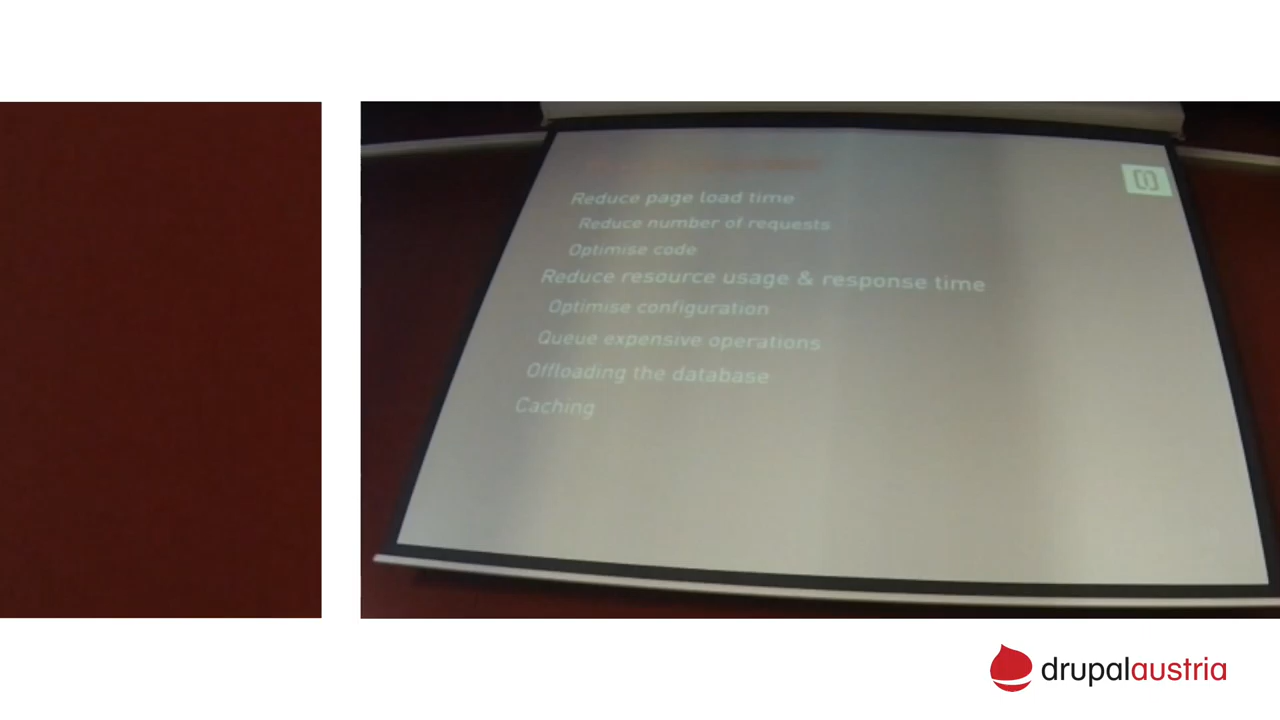 Reduce page load time
Reduce number of requests
Optimise code
Reduce resource usage & response time
Optimise configuration
Queue expensive operations
Offloading the database
Caching
drupalaustria